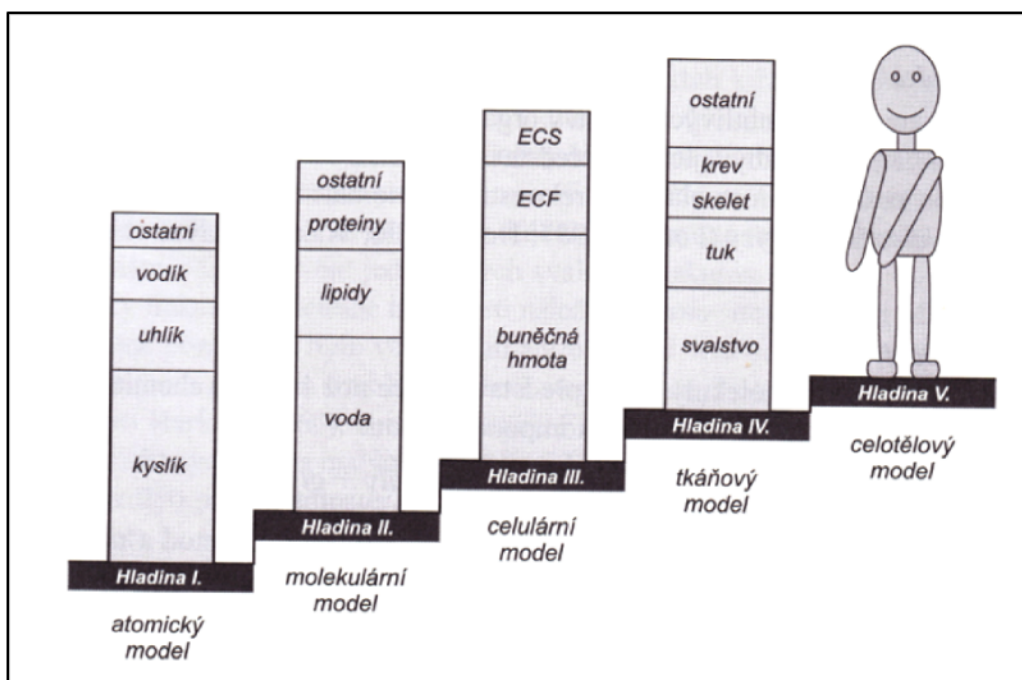 ostatní
vodík
uhlík
kyslík
Hladina I.
atomický
model
ostatní
proteiny
lipidy
voda
Hladina II.
molekulární
model
ECS
ECF
buněčná
hmota
Hladina III.
celulární
model
ostatní
krev
skelet
tuk
svalstvo
Hladina IV.
tkáňový
model
Hladina V.
celotělový
model